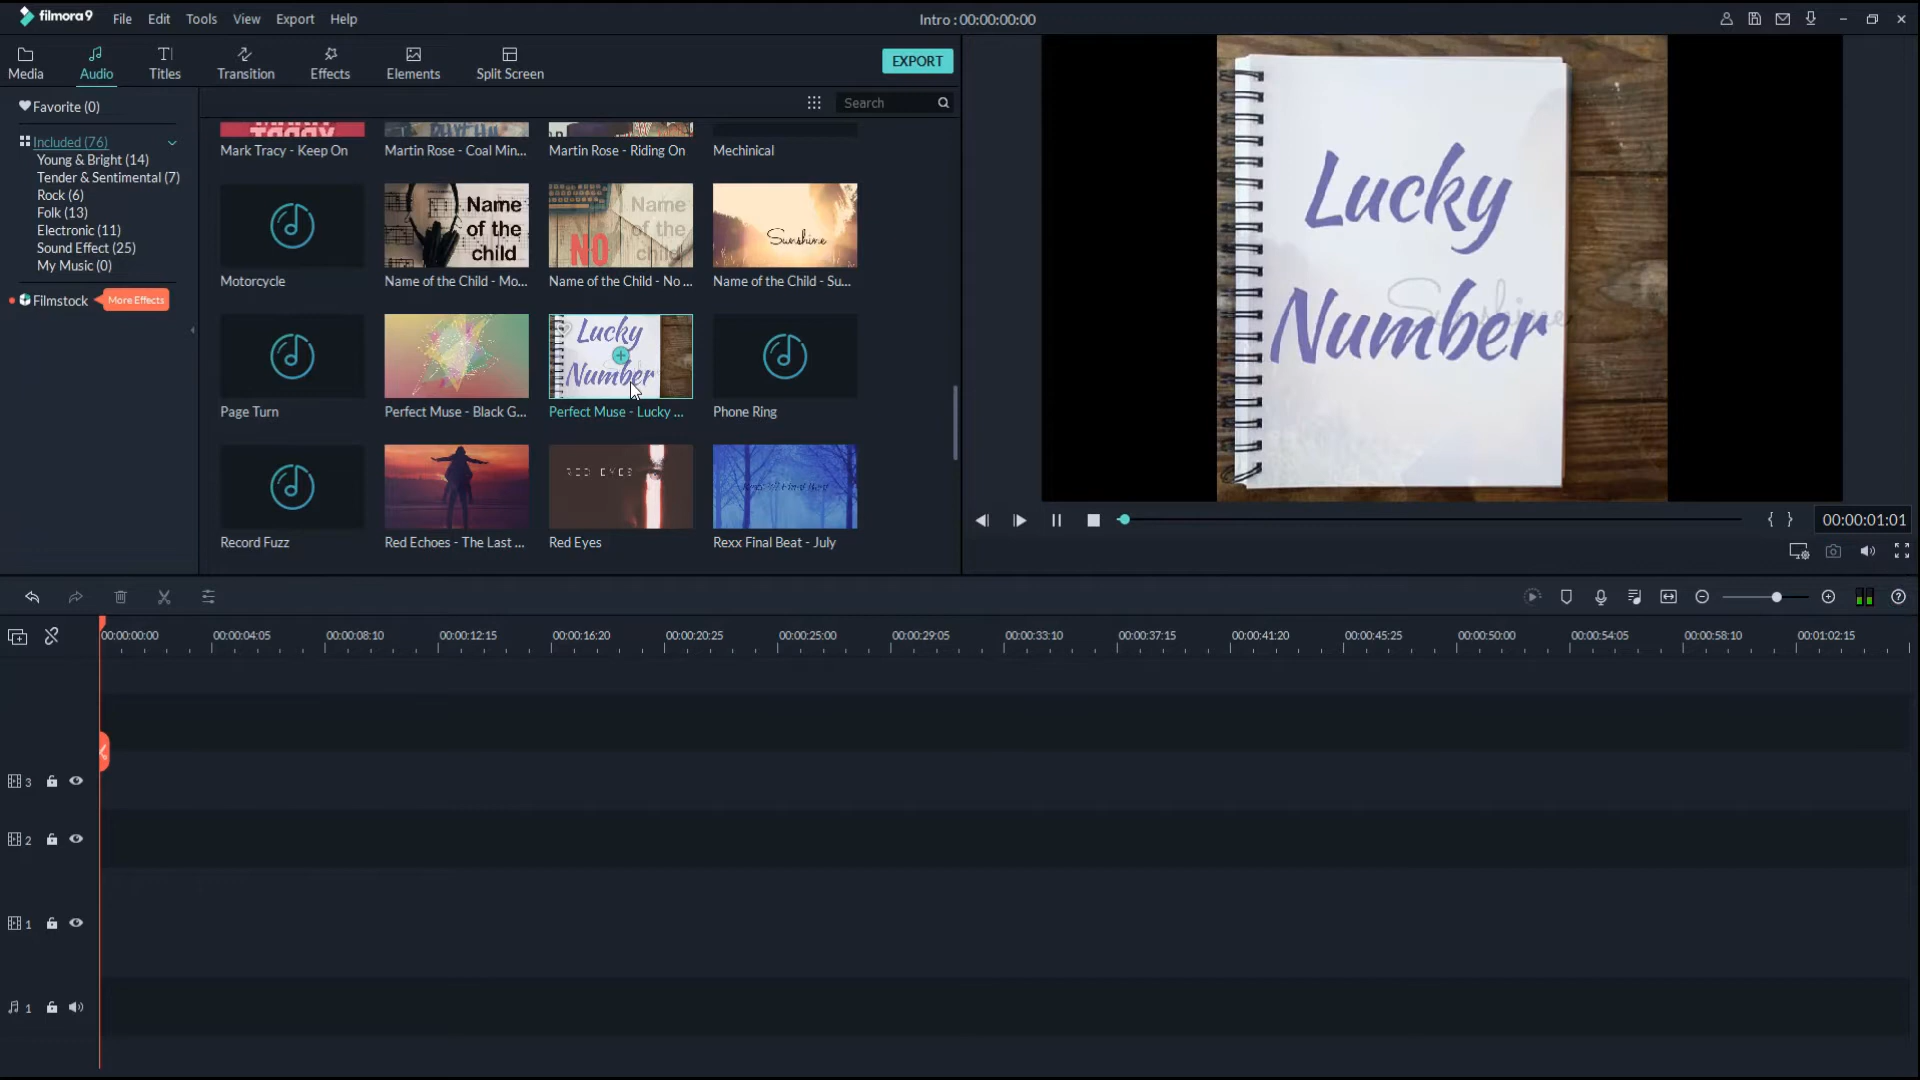 filmora9 File Edit Tools View Export Help
Intro : 00:00:00:00
Media Audio Titles Transition Effects Elements Split Screen
EXPORT
Search
Favorite (0)
Included (76)
Young & Bright (14)
Tender & Sentimental (7)
Rock (6)
Folk (13)
Electronic (11)
Sound Effect (25)
My Music (0)
Filmstock More Effects
Mark Tracy - Keep On Martin Rose - Coal Min... Martin Rose - Riding On Mechinical
Name of the child
NO
Name of the child
Sunshine
Motorcycle Name of the Child - Mo... Name of the Child - No ... Name of the Child - Su...
Lucky
Number
Page Turn Perfect Muse - Black G... Perfect Muse - Lucky ... Phone Ring
RED EYES
Record Fuzz Red Echoes - The Last ... Red Eyes Rexx Final Beat - July
Lucky
Number
Sunshine
{ } 00:00:01:01
00:00:00:00 00:00:04:05 00:00:08:10 00:00:12:15 00:00:16:20 00:00:20:25 00:00:25:00 00:00:29:05 00:00:33:10 00:00:37:15 00:00:41:20 00:00:45:25 00:00:50:00 00:00:54:05 00:00:58:10 00:01:02:15
3
2
1
1